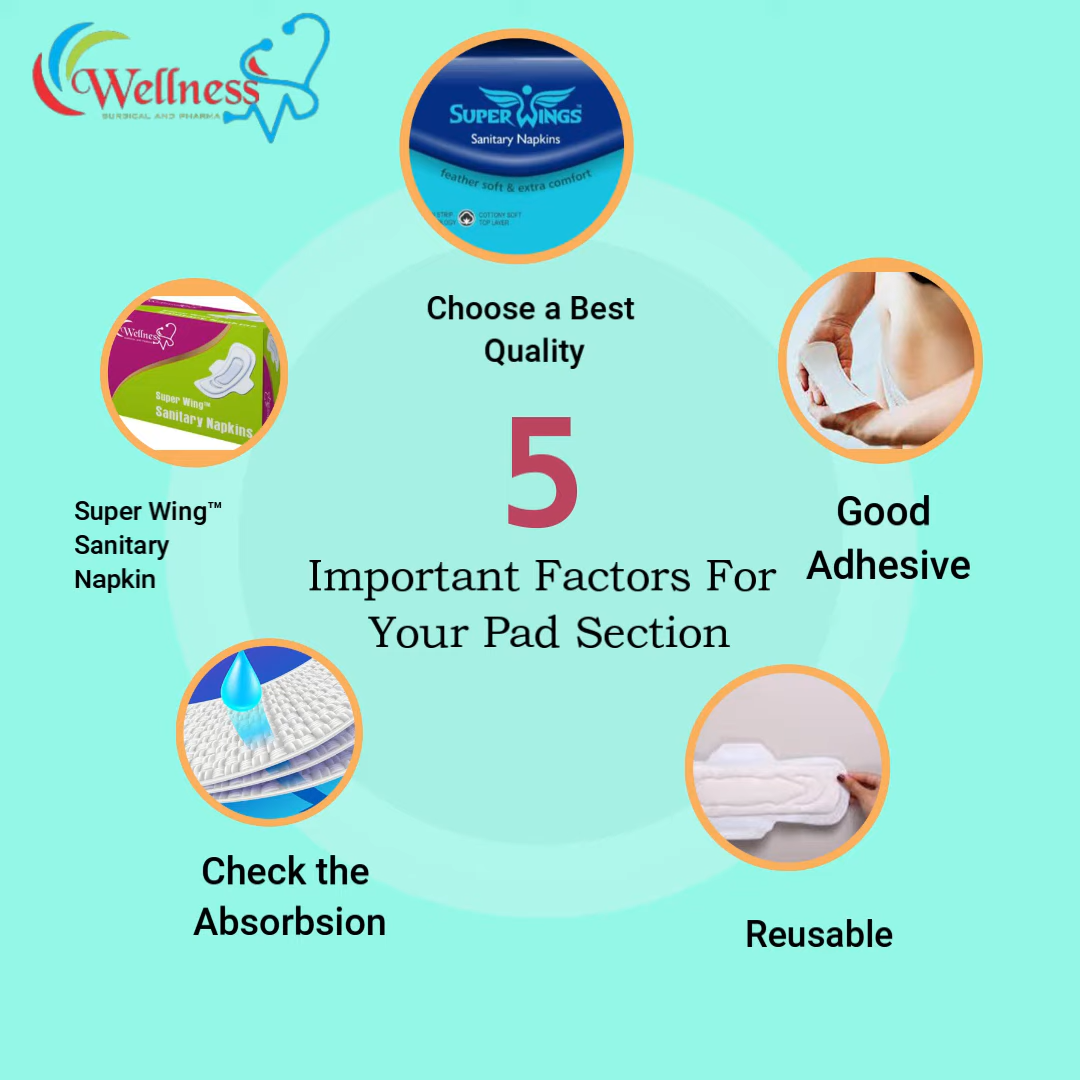 Wellness
SURGICAL AND PHARMA
SUPER WINGS
Sanitary Napkins
feather soft & extra comfort
COTTONY SOFT
TOP LAYER
Choose a Best
Quality
Wellness
Super Wing™
Sanitary Napkins
5
Important Factors For
Your Pad Section
Good
Adhesive
Super Wing™
Sanitary
Napkin
Check the
Absorbsion
Reusable